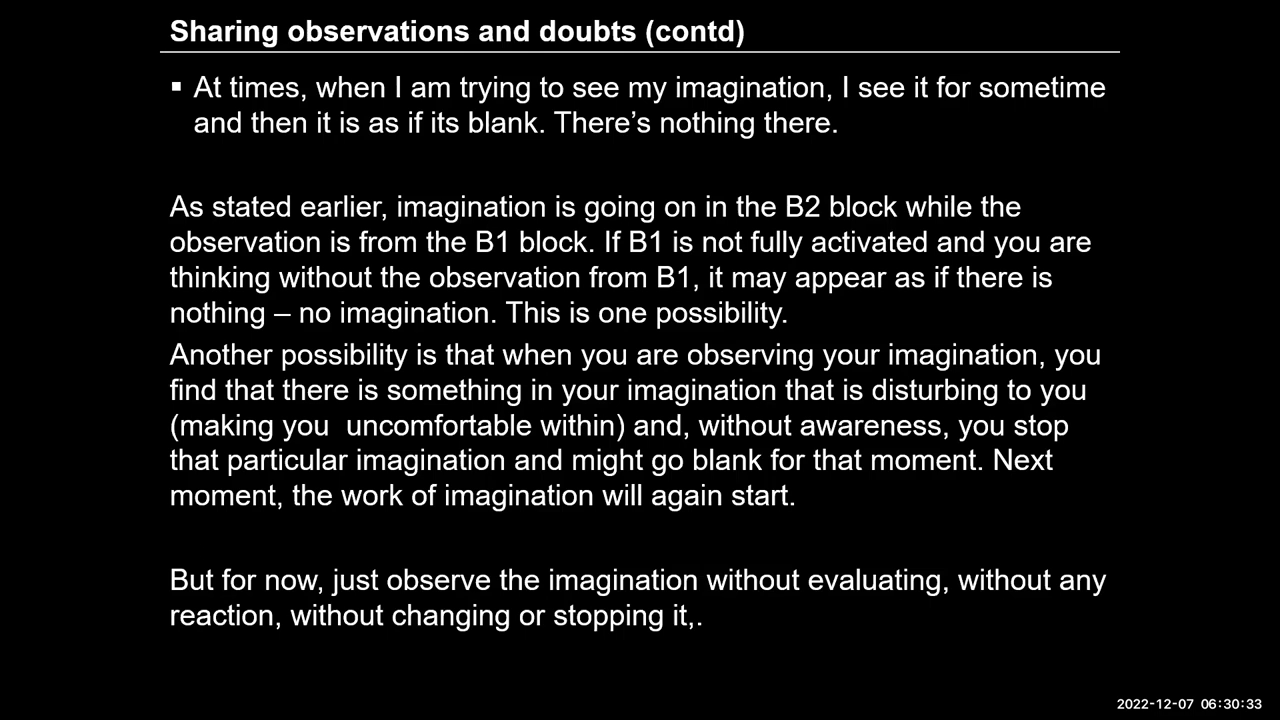 Sharing observations and doubts (contd)
▪ At times, when I am trying to see my imagination, I see it for sometime
and then it is as if its blank. There’s nothing there.
As stated earlier, imagination is going on in the B2 block while the
observation is from the B1 block. If B1 is not fully activated and you are
thinking without the observation from B1, it may appear as if there is
nothing – no imagination. This is one possibility.
Another possibility is that when you are observing your imagination, you
find that there is something in your imagination that is disturbing to you
(making you  uncomfortable within) and, without awareness, you stop
that particular imagination and might go blank for that moment. Next
moment, the work of imagination will again start.
But for now, just observe the imagination without evaluating, without any
reaction, without changing or stopping it,.
2022-12-07 06:30:33